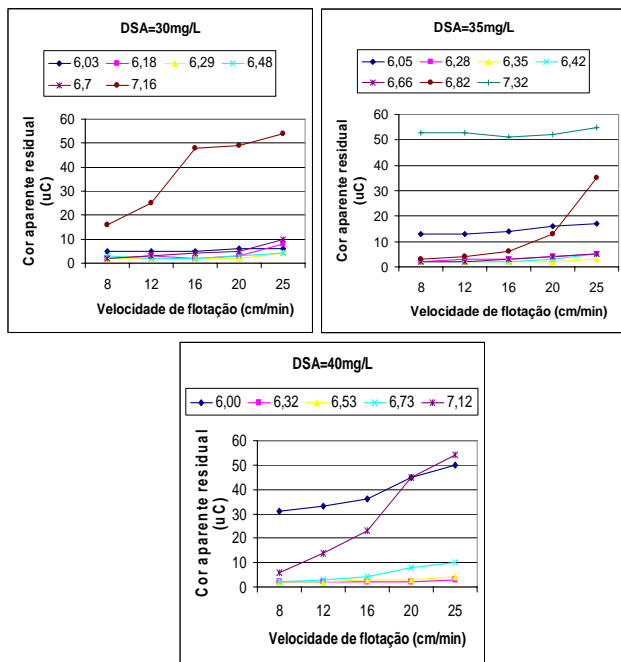 DSA=30mg/L
6,03 6,18 6,29 6,48
6,7 7,16
60
50
40
30
20
10
0
8 12 16 20 25
Cor aparente residual
(uC)
Velocidade de flotação (cm/min)
DSA=35mg/L
6,05 6,28 6,35 6,42
6,66 6,82 7,32
60
50
40
30
20
10
0
8 12 16 20 25
Cor aparente residual
(uC)
Velocidade de flotação (cm/min)
DSA=40mg/L
6,00 6,32 6,53 6,73 7,12
60
50
40
30
20
10
0
8 12 16 20 25
Cor aparente residual
(uC)
Velocidade de flotação (cm/min)